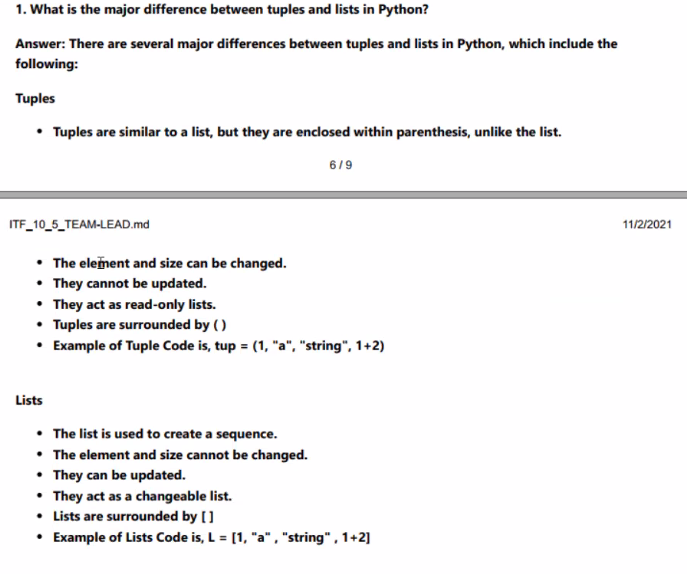 1. What is the major difference between tuples and lists in Python?
Answer: There are several major differences between tuples and lists in Python, which include the
following:
Tuples
• Tuples are similar to a list, but they are enclosed within parenthesis, unlike the list.
6 / 9
ITF_10_5_TEAM-LEAD.md 11/2/2021
• The element and size can be changed.
• They cannot be updated.
• They act as read-only lists.
• Tuples are surrounded by ( )
• Example of Tuple Code is, tup = (1, "a", "string", 1+2)
Lists
• The list is used to create a sequence.
• The element and size cannot be changed.
• They can be updated.
• They act as a changeable list.
• Lists are surrounded by [ ]
• Example of Lists Code is, L = [1, "a" , "string" , 1+2]